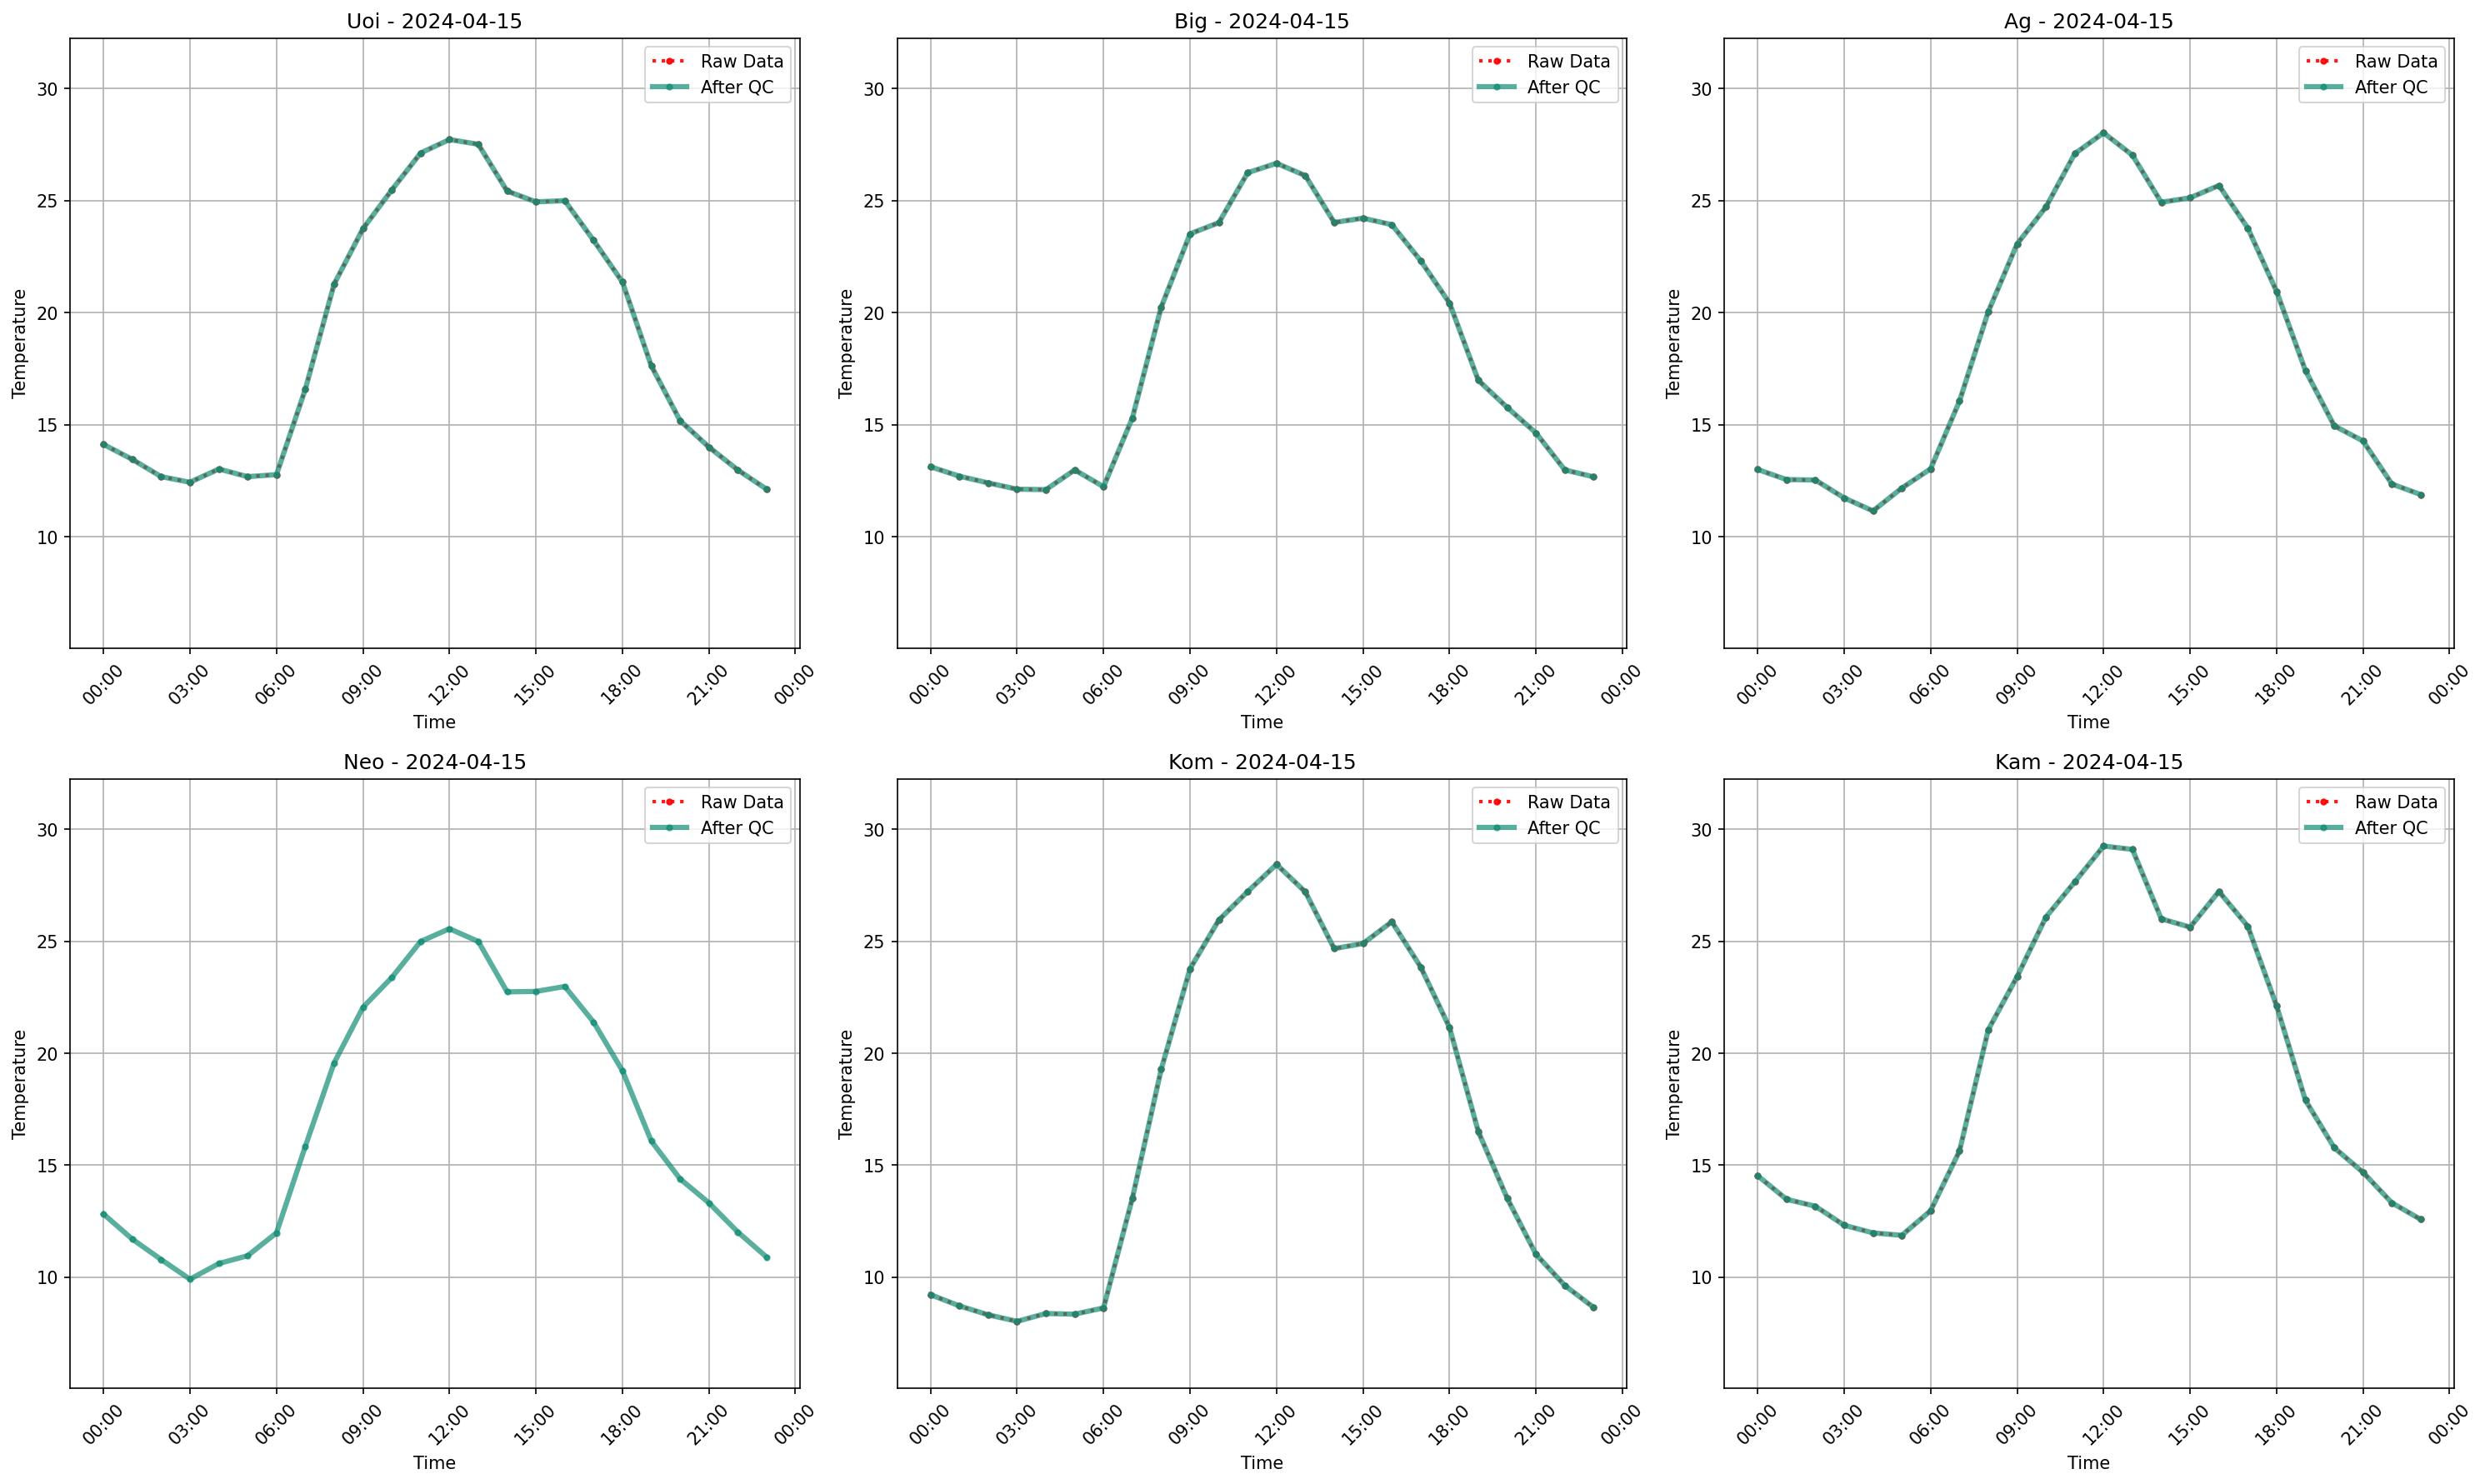 Uoi - 2024-04-15
Raw Data
After QC
30
25
20
15
10
Temperature
00:00
03:00
06:00
09:00
12:00
15:00
18:00
21:00
00:00
Time
Big - 2024-04-15
Raw Data
After QC
30
25
20
15
10
Temperature
00:00
03:00
06:00
09:00
12:00
15:00
18:00
21:00
00:00
Time
Ag - 2024-04-15
Raw Data
After QC
30
25
20
15
10
Temperature
00:00
03:00
06:00
09:00
12:00
15:00
18:00
21:00
00:00
Time
Neo - 2024-04-15
Raw Data
After QC
30
25
20
15
10
Temperature
00:00
03:00
06:00
09:00
12:00
15:00
18:00
21:00
00:00
Time
Kom - 2024-04-15
Raw Data
After QC
30
25
20
15
10
Temperature
00:00
03:00
06:00
09:00
12:00
15:00
18:00
21:00
00:00
Time
Kam - 2024-04-15
Raw Data
After QC
30
25
20
15
10
Temperature
00:00
03:00
06:00
09:00
12:00
15:00
18:00
21:00
00:00
Time